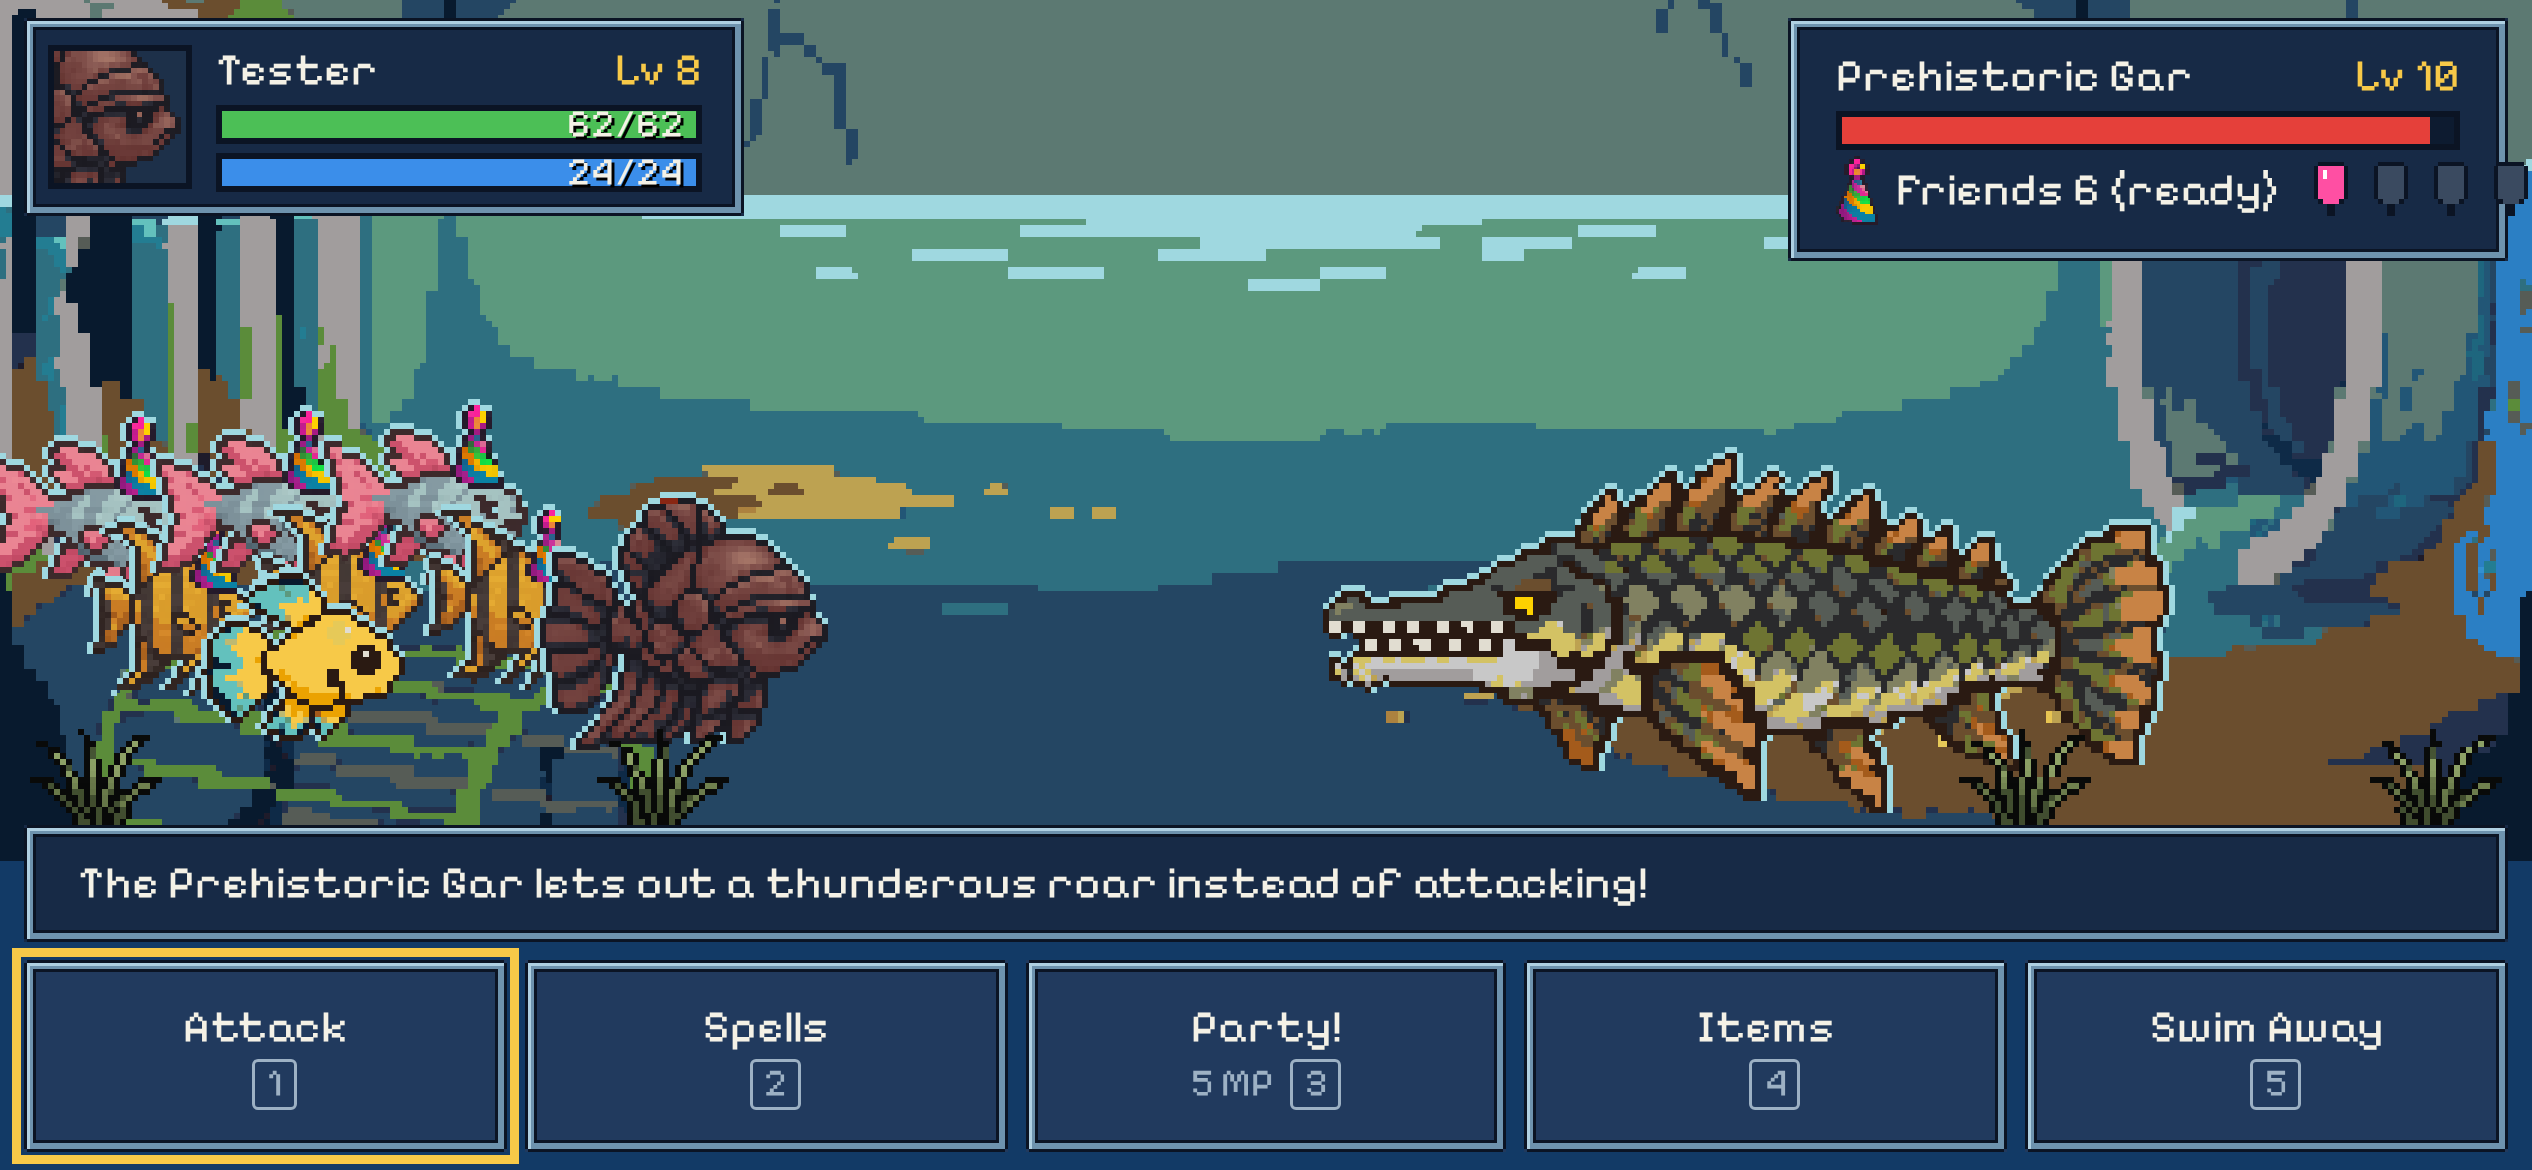 Tester Lv 8
62/62
24/24
Prehistoric Gar Lv 10
Friends 6 (ready)
The Prehistoric Gar lets out a thunderous roar instead of attacking!
Attack
1
Spells
2
Party!
5 MP 3
Items
4
Swim Away
5